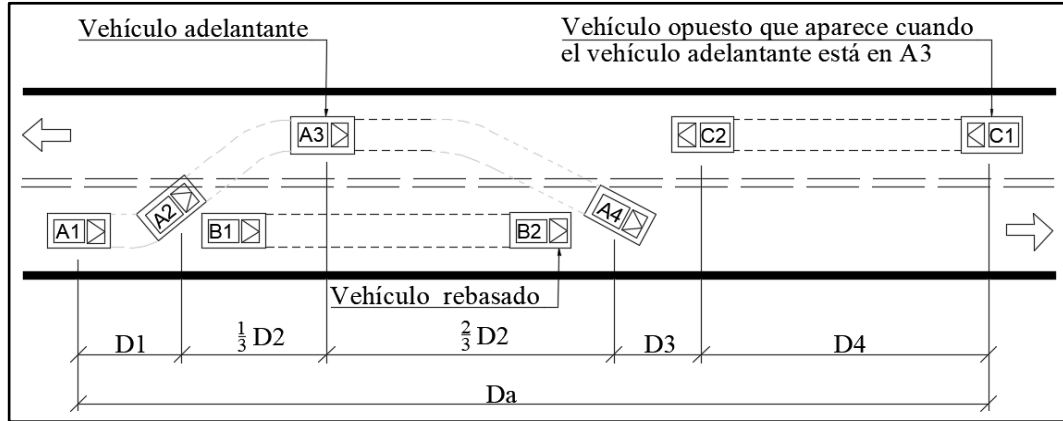 Vehículo adelantante
Vehículo opuesto que aparece cuando
el vehículo adelantante está en A3
A3
C2
C1
A1
A2
B1
B2
A4
Vehículo rebasado
D1
1/3 D2
2/3 D2
D3
D4
Da